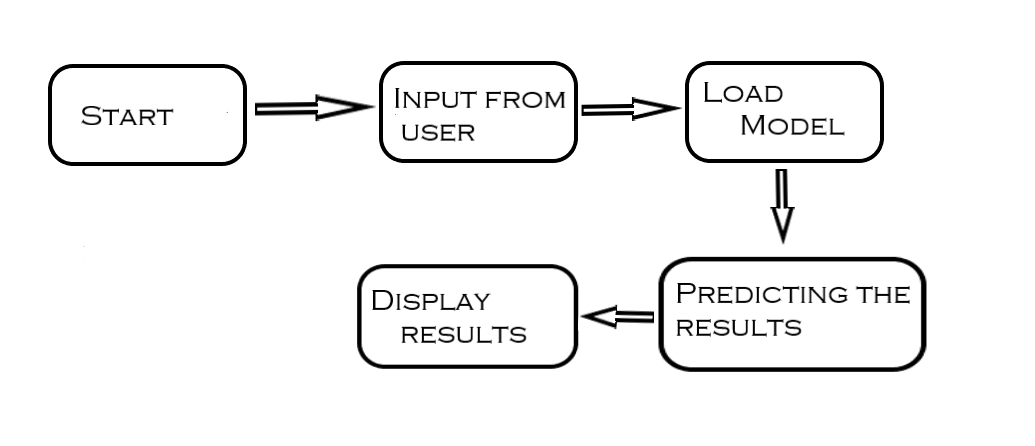 START
INPUT FROM
USER
LOAD
MODEL
PREDICTING THE
RESULTS
DISPLAY
RESULTS